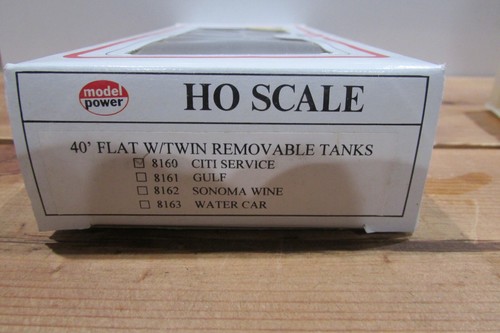 model
power
HO SCALE
40' FLAT W/TWIN REMOVABLE TANKS
8160 CITI SERVICE
8161 GULF
8162 SONOMA WINE
8163 WATER CAR